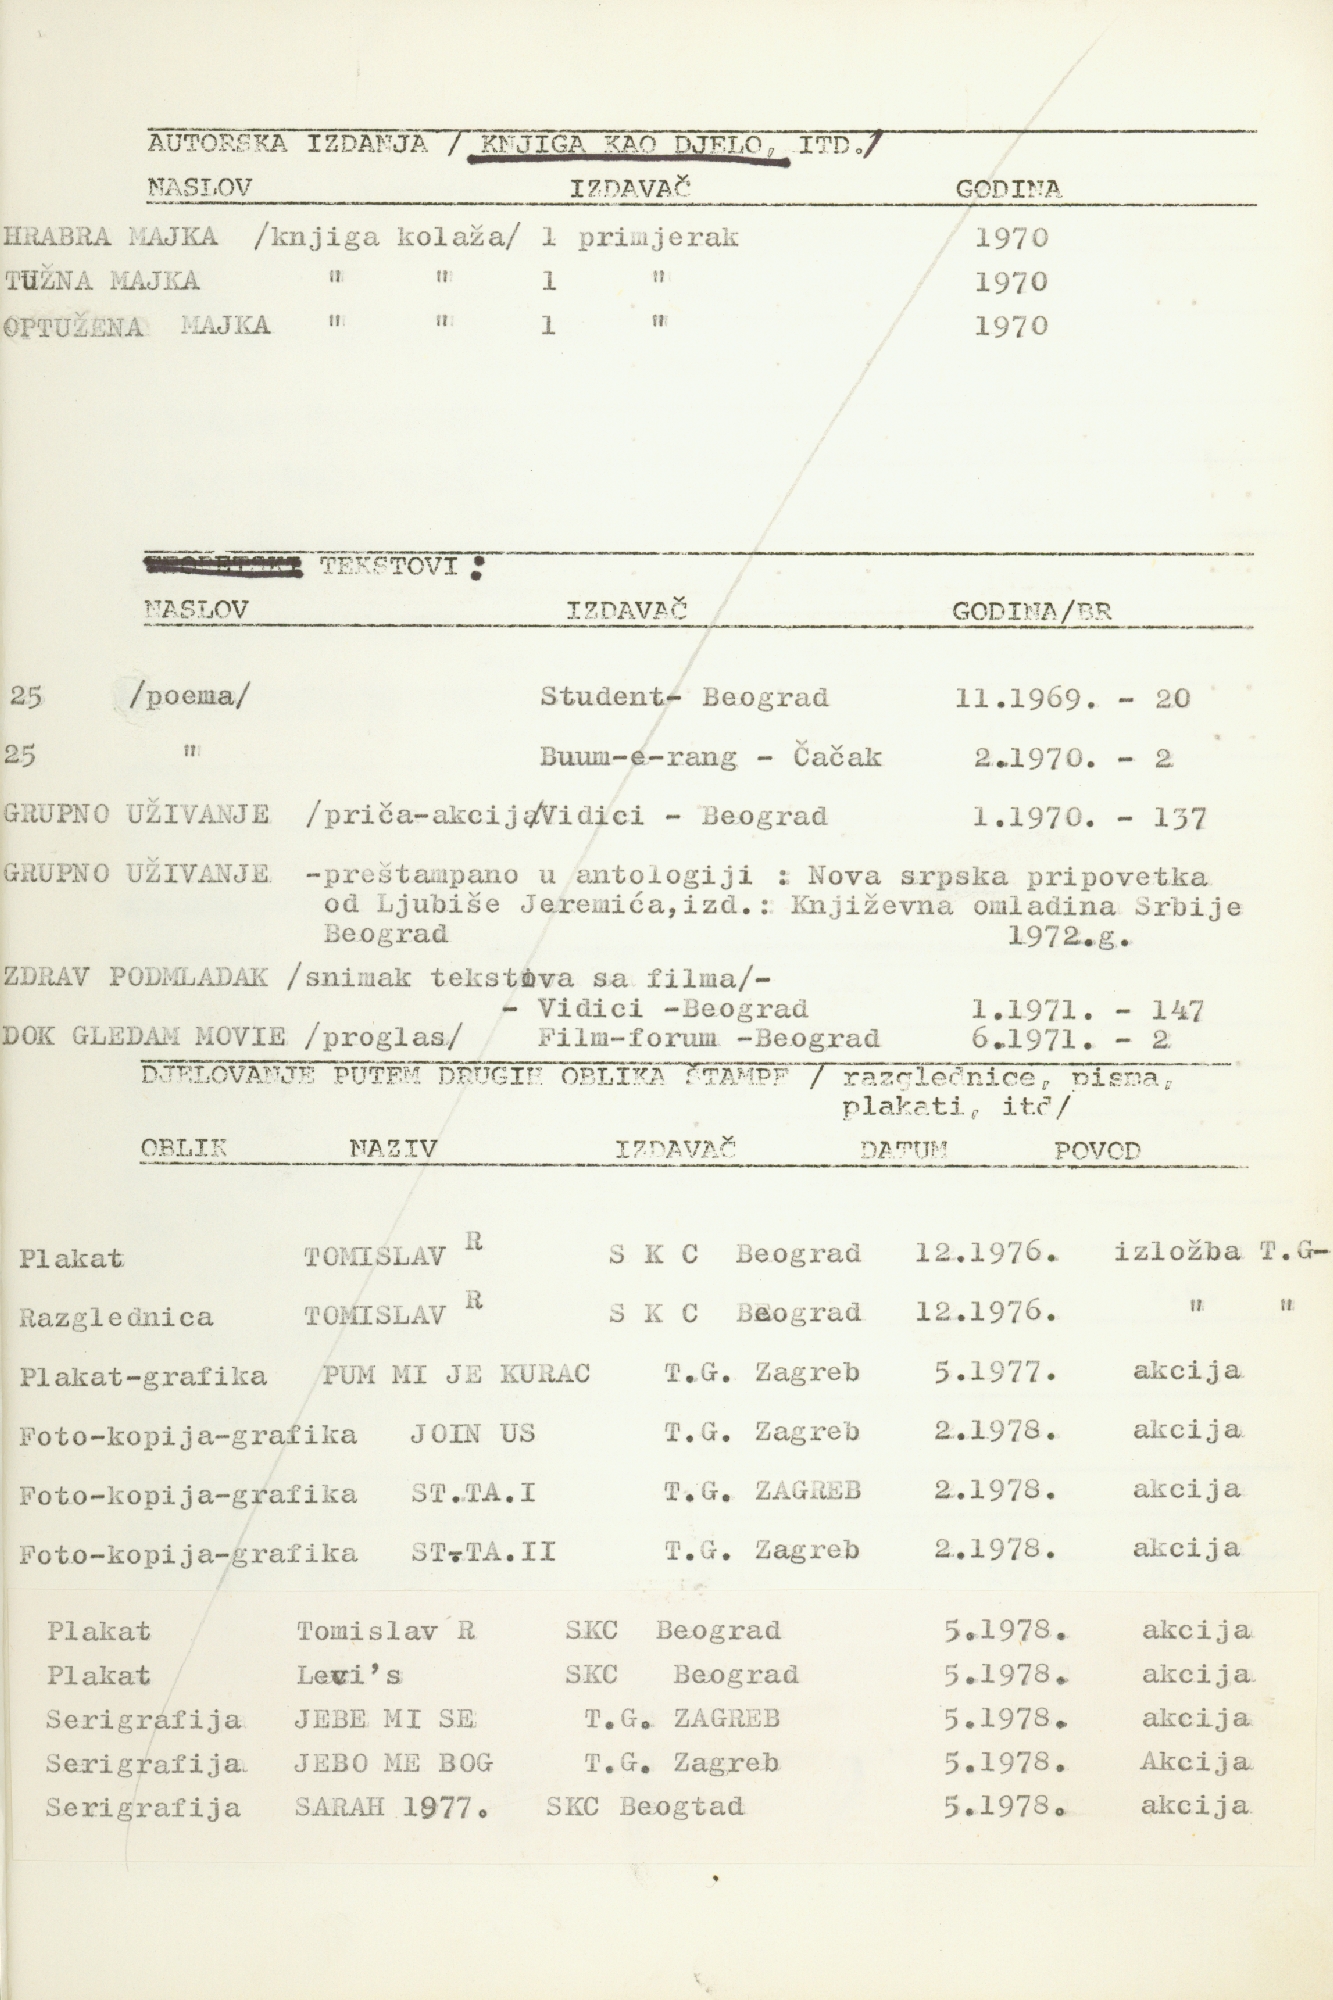 AUTORSKA IZDANJA / KNJIGA KAO DJELO, ITD./
NASLOV IZDAVAČ GODINA
HRABRA MAJKA /knjiga kolaža/ 1 primjerak 1970
TUŽNA MAJKA " " 1 " 1970
OPTUŽENA MAJKA " " 1 " 1970
TEKSTOVI :
NASLOV IZDAVAČ GODINA/BR
25 /poema/ Student- Beograd 11.1969. - 20
25 " Buum-e-rang - Čačak 2.1970. - 2
GRUPNO UŽIVANJE /priča-akcija/Vidici - Beograd 1.1970. - 137
GRUPNO UŽIVANJE -preštampano u antologiji : Nova srpska pripovetka
od Ljubiše Jeremića,izd.: Književna omladina Srbije
Beograd 1972.g.
ZDRAV PODMLADAK /snimak tekstova sa filma/-
- Vidici -Beograd 1.1971. - 147
DOK GLEDAM MOVIE /proglas/ Film-forum -Beograd 6.1971. - 2
DJELOVANJE PUTEM DRUGIH OBLIKA ŠTAMPE / razglednice, pisma,
plakati, itd/
OBLIK NAZIV IZDAVAČ DATUM POVOD
Plakat TOMISLAV R S K C Beograd 12.1976. izložba T.G-
Razglednica TOMISLAV R S K C Beograd 12.1976. " "
Plakat-grafika PUM MI JE KURAC T.G. Zagreb 5.1977. akcija
Foto-kopija-grafika JOIN US T.G. Zagreb 2.1978. akcija
Foto-kopija-grafika ST.TA.I T.G. ZAGREB 2.1978. akcija
Foto-kopija-grafika ST.TA.II T.G. Zagreb 2.1978. akcija
Plakat Tomislav R SKC Beograd 5.1978. akcija
Plakat Levi's SKC Beograd 5.1978. akcija
Serigrafija JEBE MI SE T.G. ZAGREB 5.1978. akcija
Serigrafija JEBO ME BOG T.G. Zagreb 5.1978. Akcija
Serigrafija SARAH 1977. SKC Beogtad 5.1978. akcija